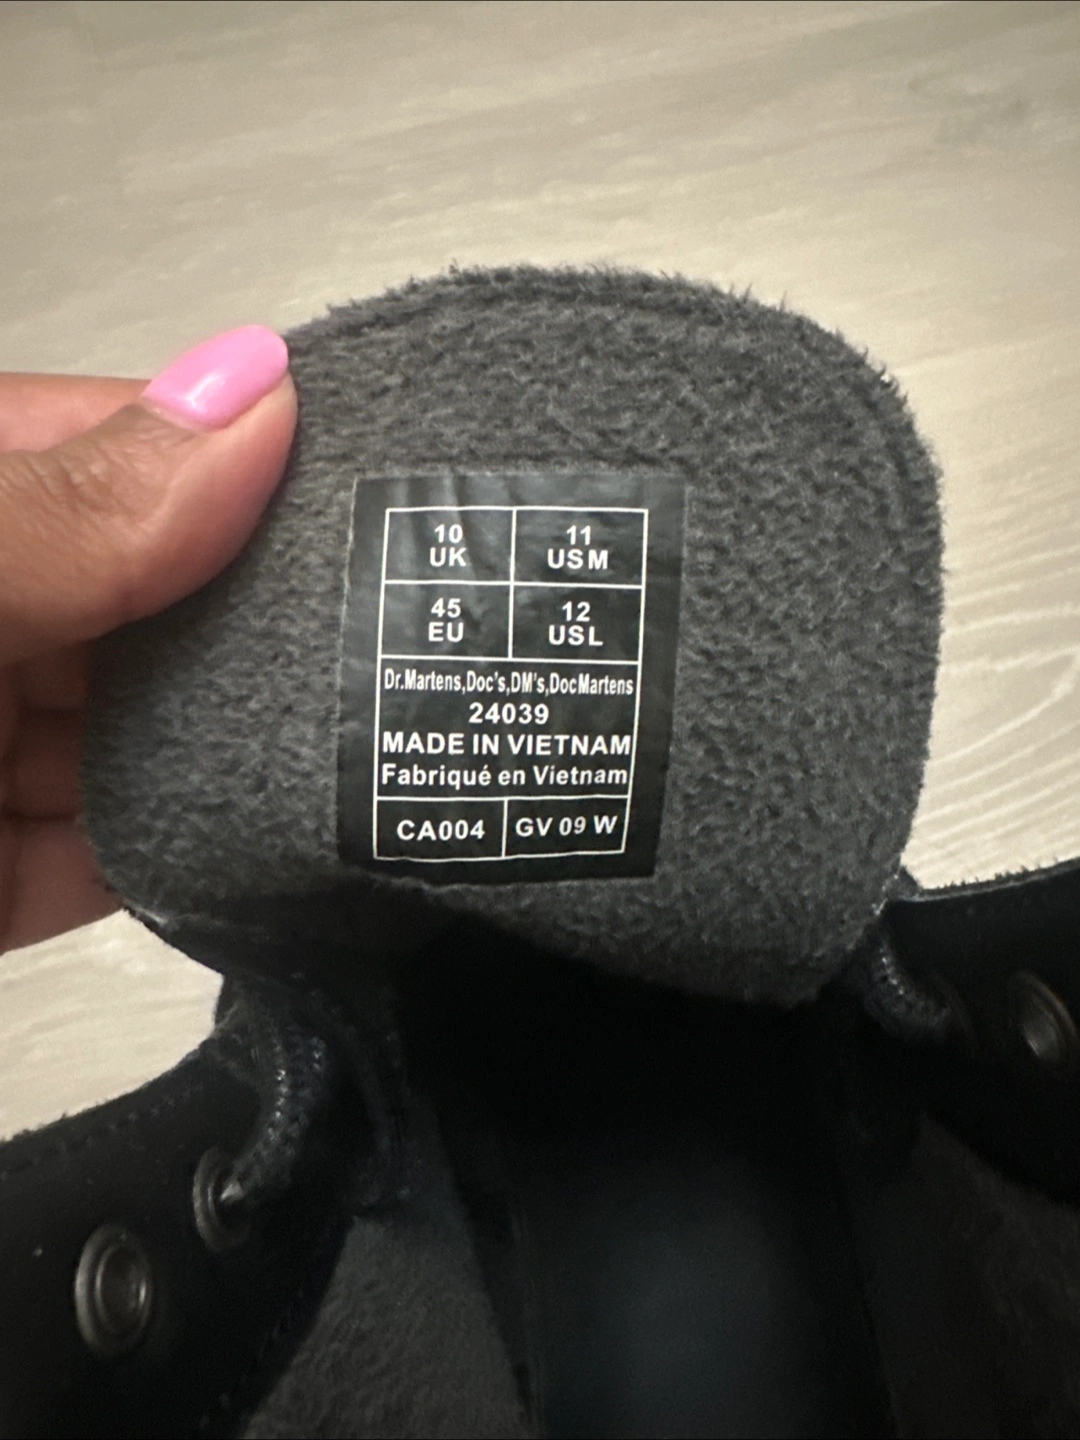 10
UK
11
USM
45
EU
12
USL
Dr.Martens,Doc's,DM's,DocMartens
24039
MADE IN VIETNAM
Fabriqué en Vietnam
CA004
GV 09 W